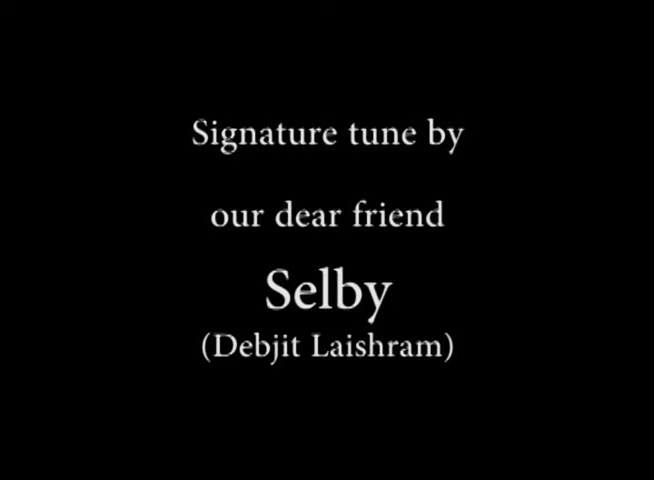 Signature tune by
our dear friend
Selby
(Debjit Laishram)